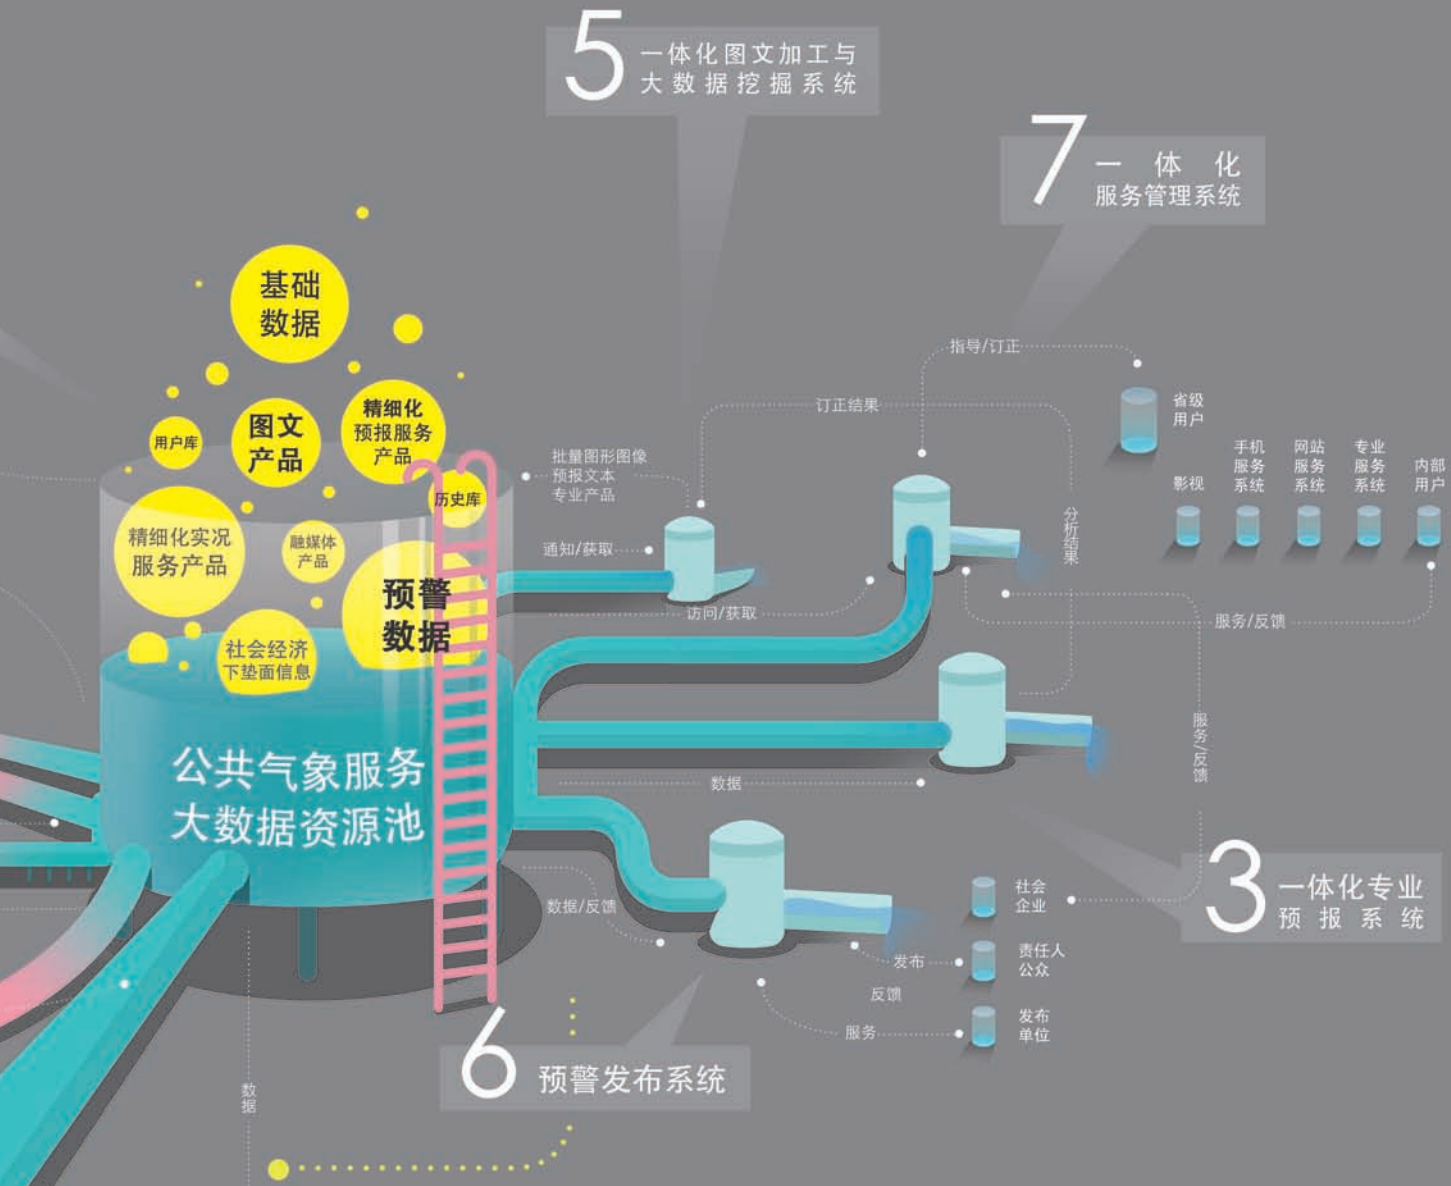 5
一体化图文加工与
大数据挖掘系统
7
一体化
服务管理系统
基础
数据
用户库
图文
产品
精细化
预报服务
产品
历史库
精细化实况
服务产品
融媒体
产品
预警
数据
社会经济
下垫面信息
公共气象服务
大数据资源池
批量图形图像
预报文本
专业产品
通知/获取
访问/获取
订正结果
指导/订正
分析结果
省级
用户
影视
手机
服务
系统
网站
服务
系统
专业
服务
系统
内部
用户
服务/反馈
服务/反馈
数据
3
一体化专业
预报系统
数据/反馈
社会
企业
责任人
公众
发布
单位
发布
反馈
服务
6
预警发布系统
数据